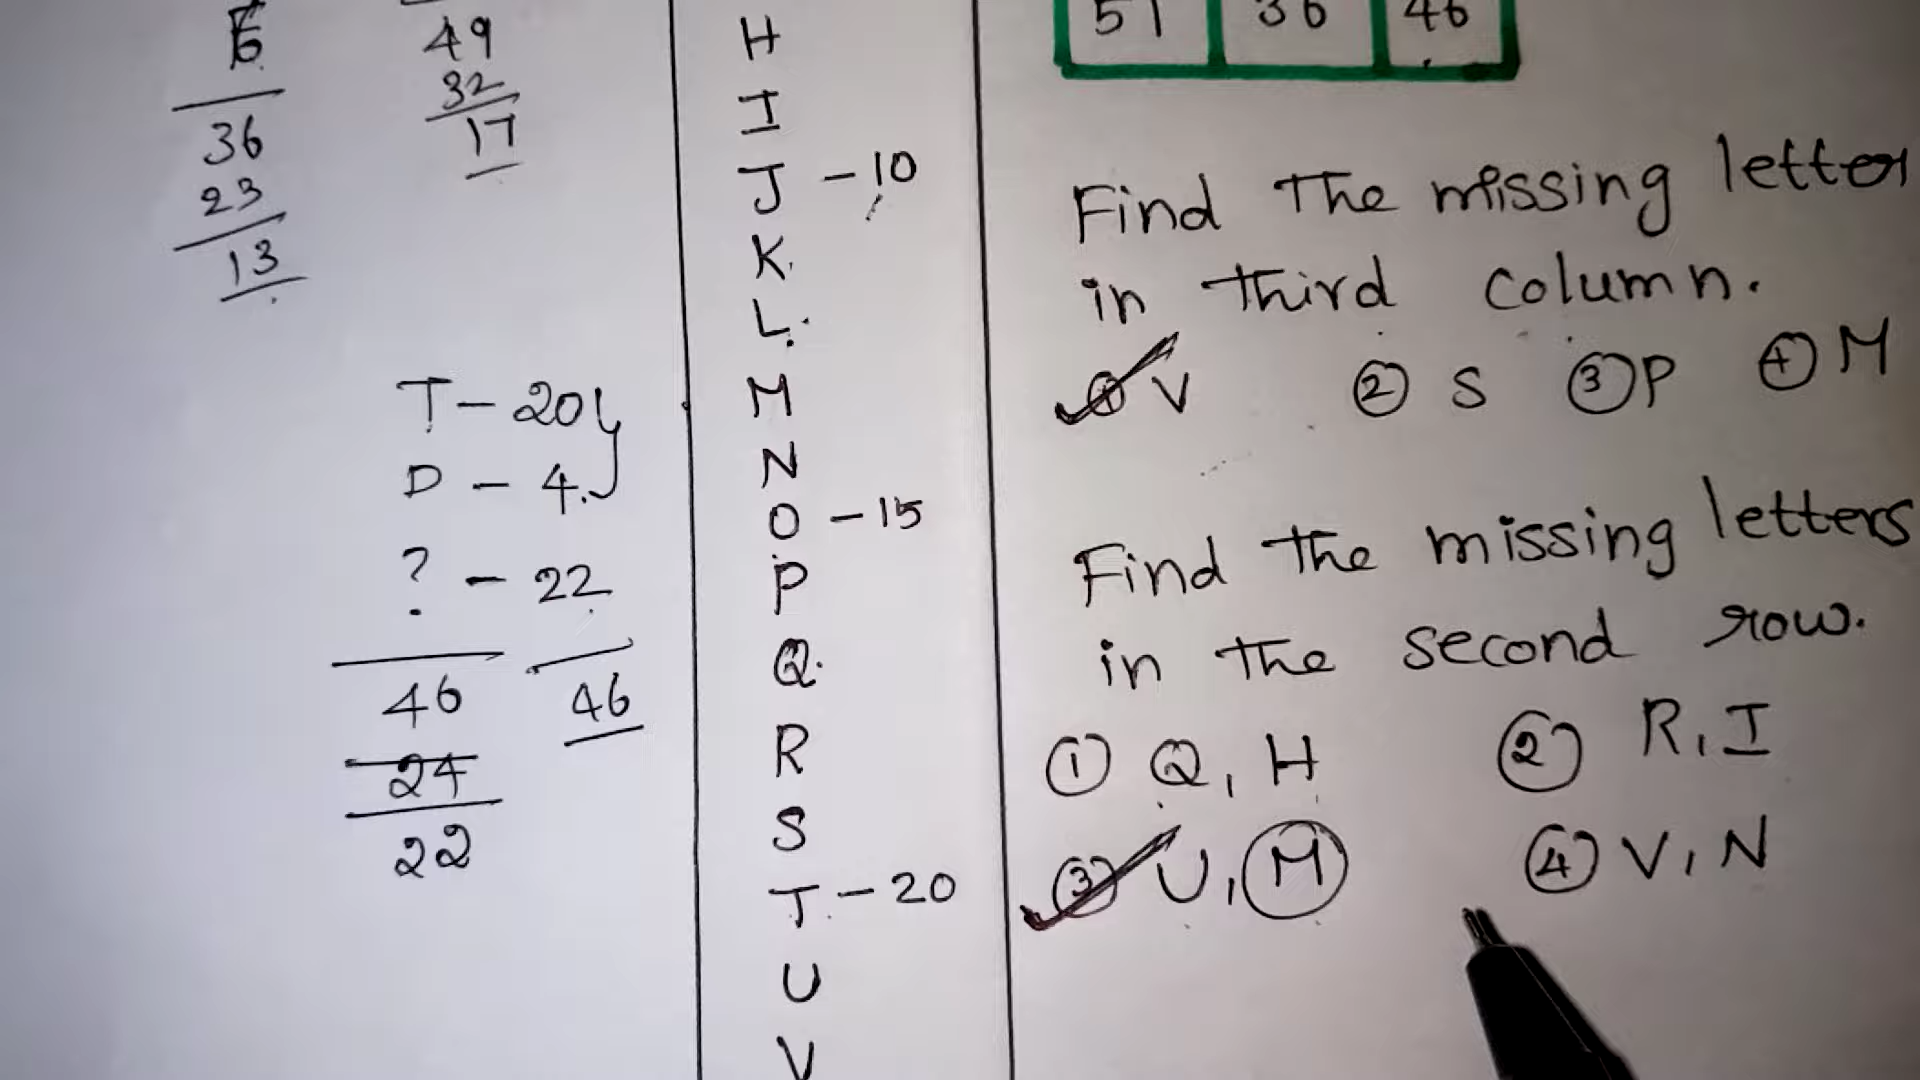 6
36
23
13
49
32
17
T - 20
D - 4.
? - 22
46 46
24
22
H
I
J - 10
K
L
M
N
O - 15
P
Q
R
S
T - 20
U
V
51 36 46
Find The missing letter
in third column.
① V ② S ③ P ④ M
Find the missing letters
in the second row.
① Q, H ② R, I
③ U, M ④ V, N